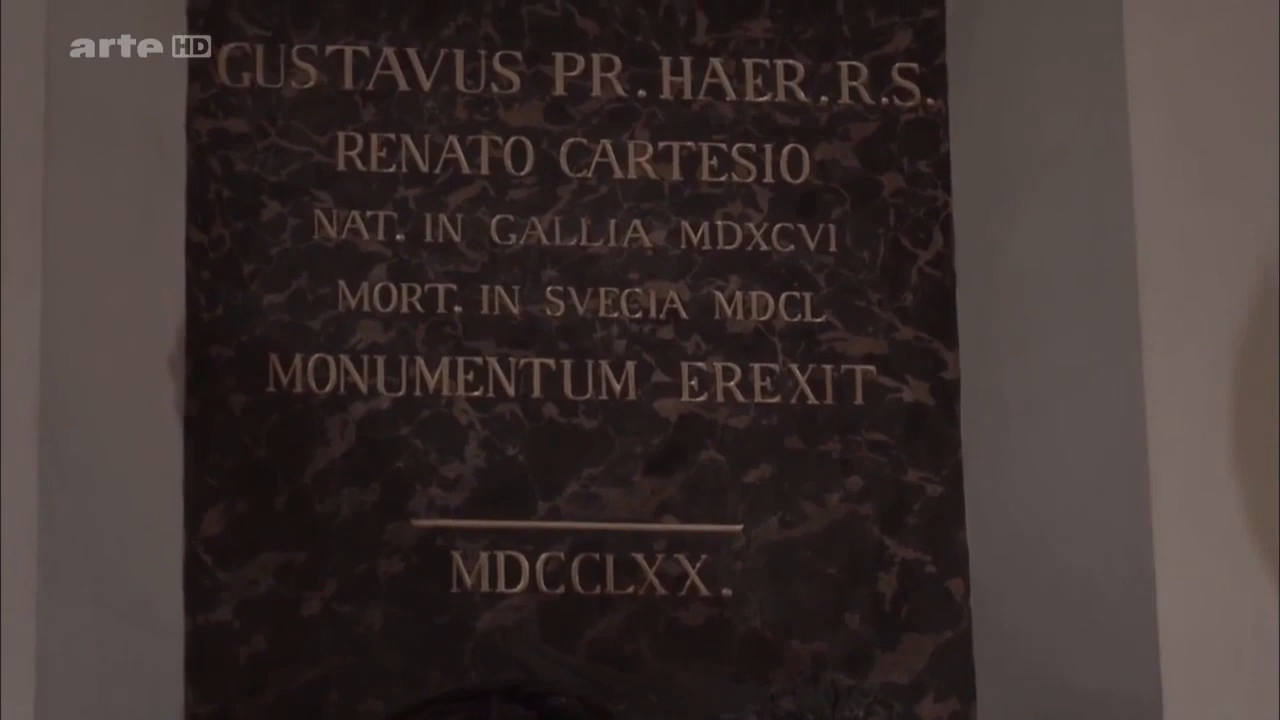 arte HD
GUSTAVUS PR. HAER. R.S.
RENATO CARTESIO
NAT. IN GALLIA MDXCVI
MORT. IN SVECIA MDCL
MONUMENTUM EREXIT
MDCCLXX.